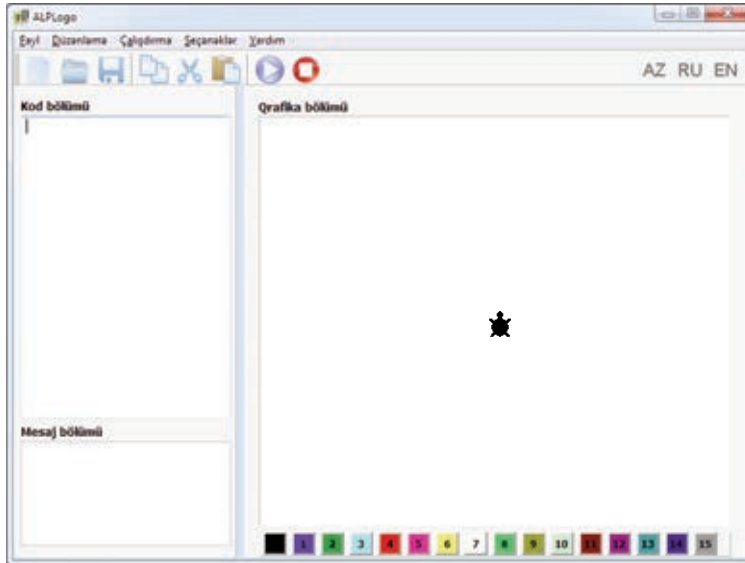 ALPLogo
Fayl Düzənləmə Çalışdırma Seçənəklər Yardım
AZ RU EN
Kod bölümü
Qrafika bölümü
Mesaj bölümü
1 2 3 4 5 6 7 8 9 10 11 12 13 14 15